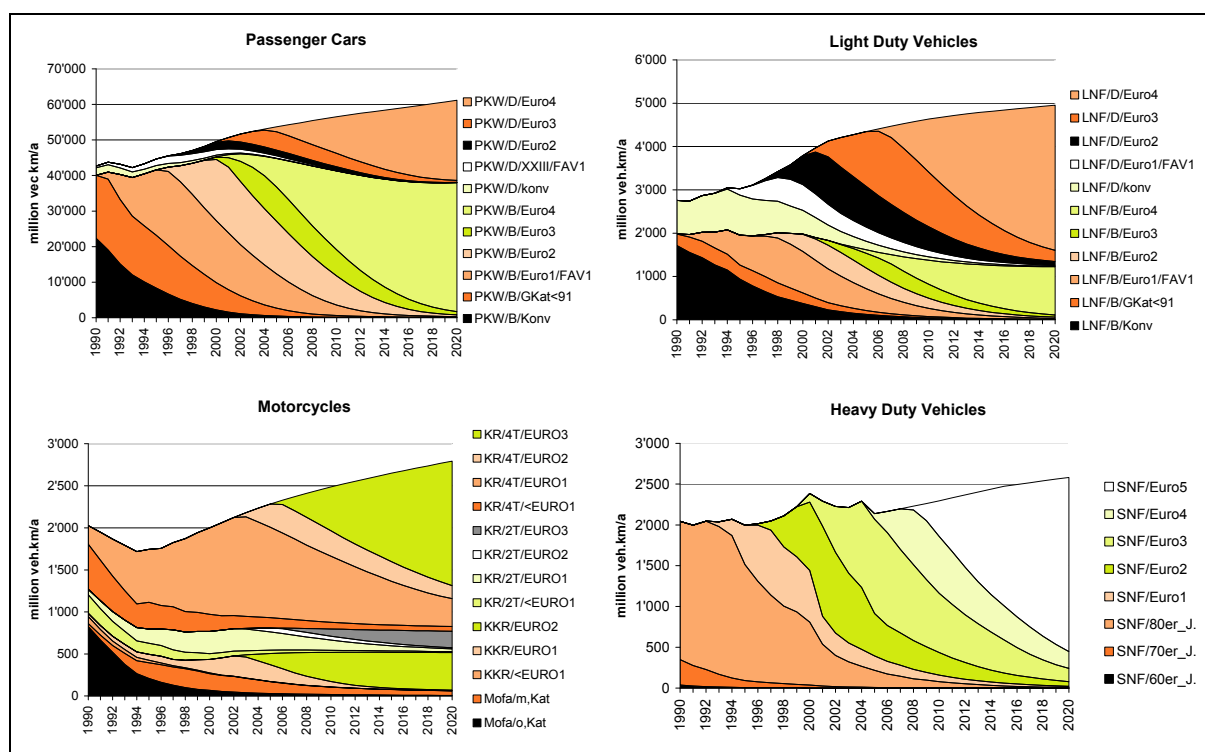 Passenger Cars
million vec km/a
70'000
60'000
50'000
40'000
30'000
20'000
10'000
0
1990
1992
1994
1996
1998
2000
2002
2004
2006
2008
2010
2012
2014
2016
2018
2020
PKW/D/Euro4
PKW/D/Euro3
PKW/D/Euro2
PKW/D/XXIII/FAV1
PKW/D/konv
PKW/B/Euro4
PKW/B/Euro3
PKW/B/Euro2
PKW/B/Euro1/FAV1
PKW/B/GKat<91
PKW/B/Konv
Light Duty Vehicles
million veh.km/a
6'000
5'000
4'000
3'000
2'000
1'000
0
1990
1992
1994
1996
1998
2000
2002
2004
2006
2008
2010
2012
2014
2016
2018
2020
LNF/D/Euro4
LNF/D/Euro3
LNF/D/Euro2
LNF/D/Euro1/FAV1
LNF/D/konv
LNF/B/Euro4
LNF/B/Euro3
LNF/B/Euro2
LNF/B/Euro1/FAV1
LNF/B/GKat<91
LNF/B/Konv
Motorcycles
million veh.km/a
3'000
2'500
2'000
1'500
1'000
500
0
1990
1992
1994
1996
1998
2000
2002
2004
2006
2008
2010
2012
2014
2016
2018
2020
KR/4T/EURO3
KR/4T/EURO2
KR/4T/EURO1
KR/4T/<EURO1
KR/2T/EURO3
KR/2T/EURO2
KR/2T/EURO1
KR/2T/<EURO1
KKR/EURO2
KKR/EURO1
KKR/<EURO1
Mofa/m,Kat
Mofa/o,Kat
Heavy Duty Vehicles
million veh.km/a
3'000
2'500
2'000
1'500
1'000
500
0
1990
1992
1994
1996
1998
2000
2002
2004
2006
2008
2010
2012
2014
2016
2018
2020
SNF/Euro5
SNF/Euro4
SNF/Euro3
SNF/Euro2
SNF/Euro1
SNF/80er_J.
SNF/70er_J.
SNF/60er_J.